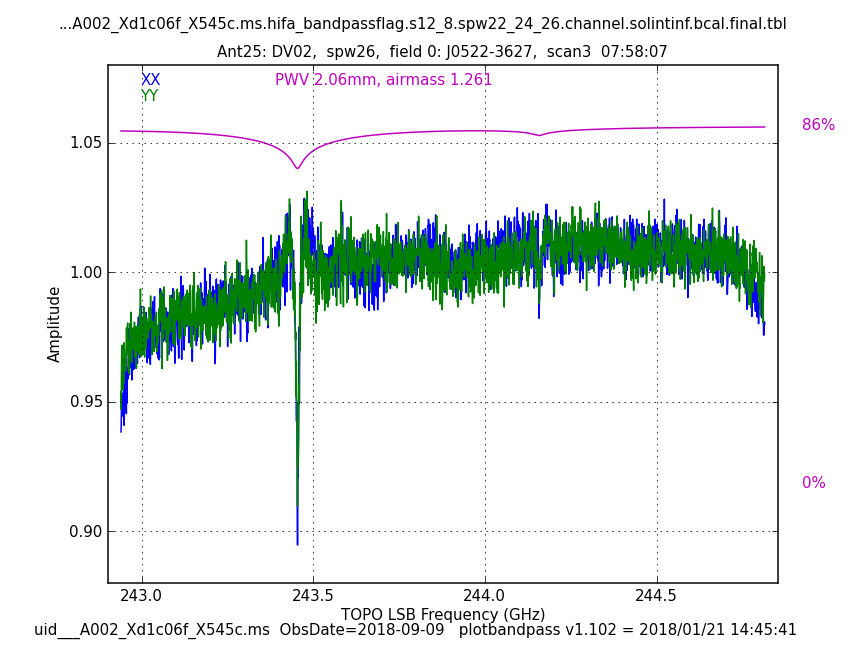 ...A002_Xd1c06f_X545c.ms.hifa_bandpassflag.s12_8.spw22_24_26.channel.solintinf.bcal.final.tbl
Ant25: DV02,  spw26,  field 0: J0522-3627,  scan3  07:58:07
XX
PWV 2.06mm, airmass 1.261
YY
86%
1.05
1.00
Amplitude
0.95
0%
0.90
243.0
243.5
244.0
244.5
TOPO LSB Frequency (GHz)
uid___A002_Xd1c06f_X545c.ms  ObsDate=2018-09-09   plotbandpass v1.102 = 2018/01/21 14:45:41